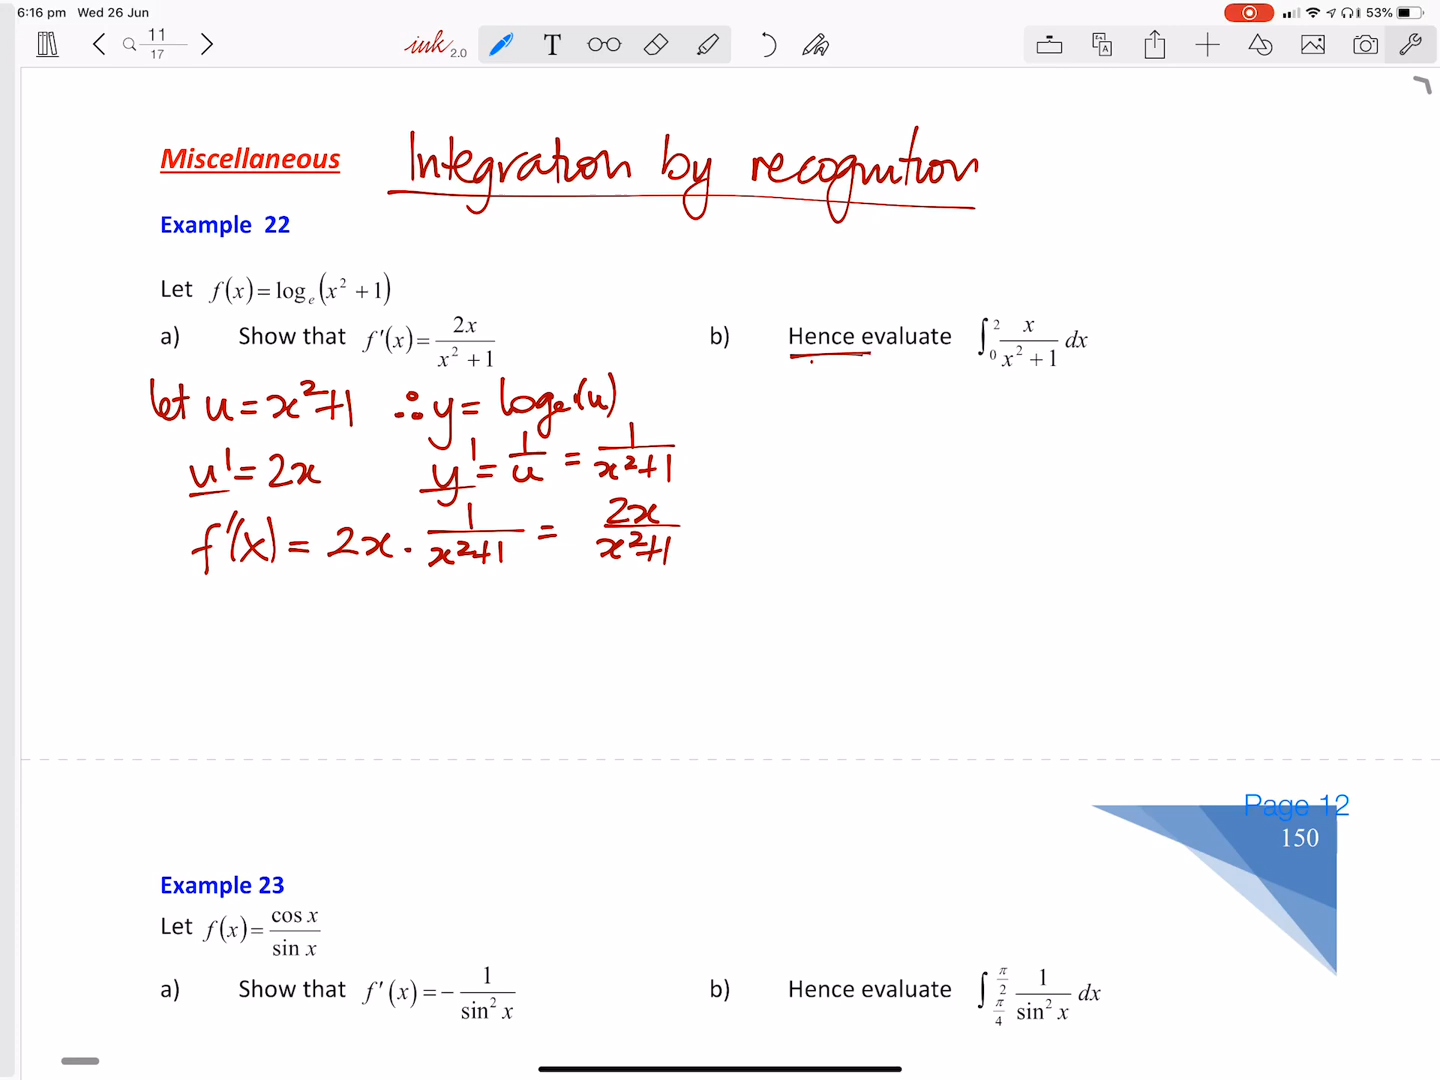 6:16 pm Wed 26 Jun 53%
11
17
ink 2.0
T
Miscellaneous Integration by recognition
Example 22
Let f(x) = logₑ(x² + 1)
a) Show that f'(x) = 2x / (x² + 1)
b) Hence evaluate ∫₀² x / (x² + 1) dx
let u = x²+1 ∴ y = logₑ(u)
u' = 2x y' = 1/u = 1/(x²+1)
f'(x) = 2x · 1/(x²+1) = 2x/(x²+1)
Page 12
150
Example 23
Let f(x) = cos x / sin x
a) Show that f'(x) = − 1 / sin² x
b) Hence evaluate ∫_{π/4}^{π/2} 1 / sin² x dx